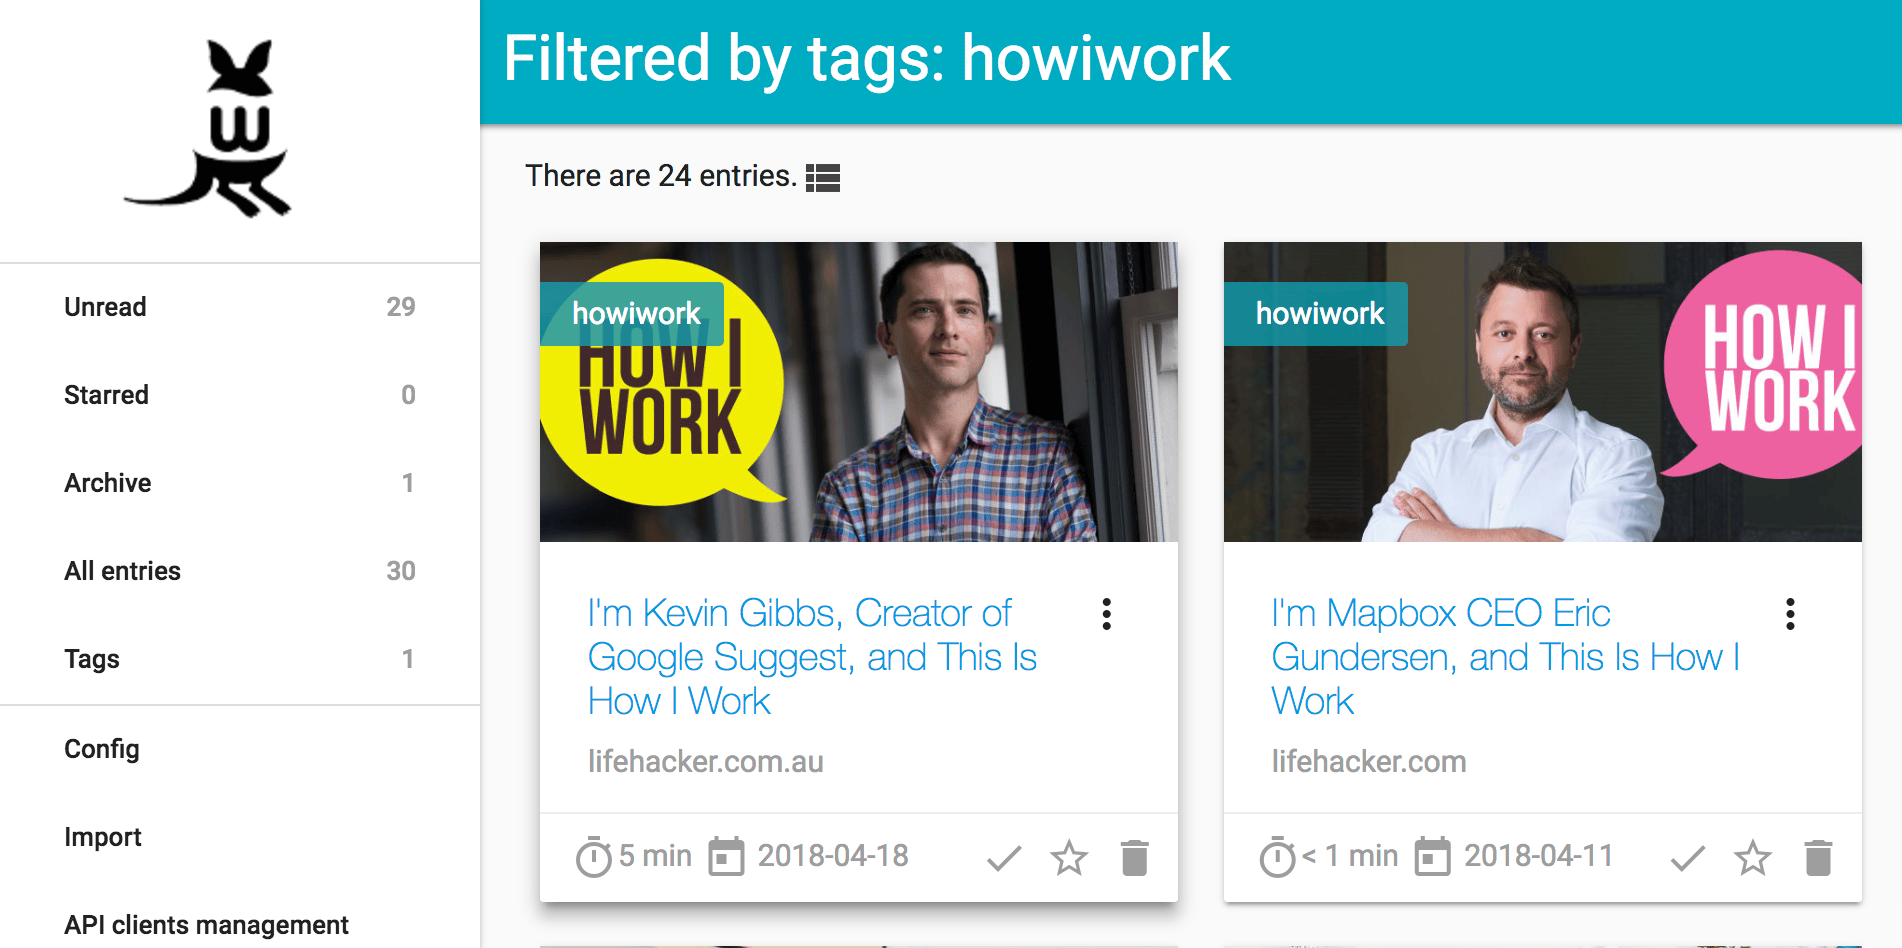 W
Filtered by tags: howiwork
There are 24 entries.
Unread 29
Starred 0
Archive 1
All entries 30
Tags 1
Config
Import
API clients management
howiwork
HOW I
WORK
I'm Kevin Gibbs, Creator of
Google Suggest, and This Is
How I Work
lifehacker.com.au
5 min 2018-04-18
howiwork
HOW I
WORK
I'm Mapbox CEO Eric
Gundersen, and This Is How I
Work
lifehacker.com
< 1 min 2018-04-11